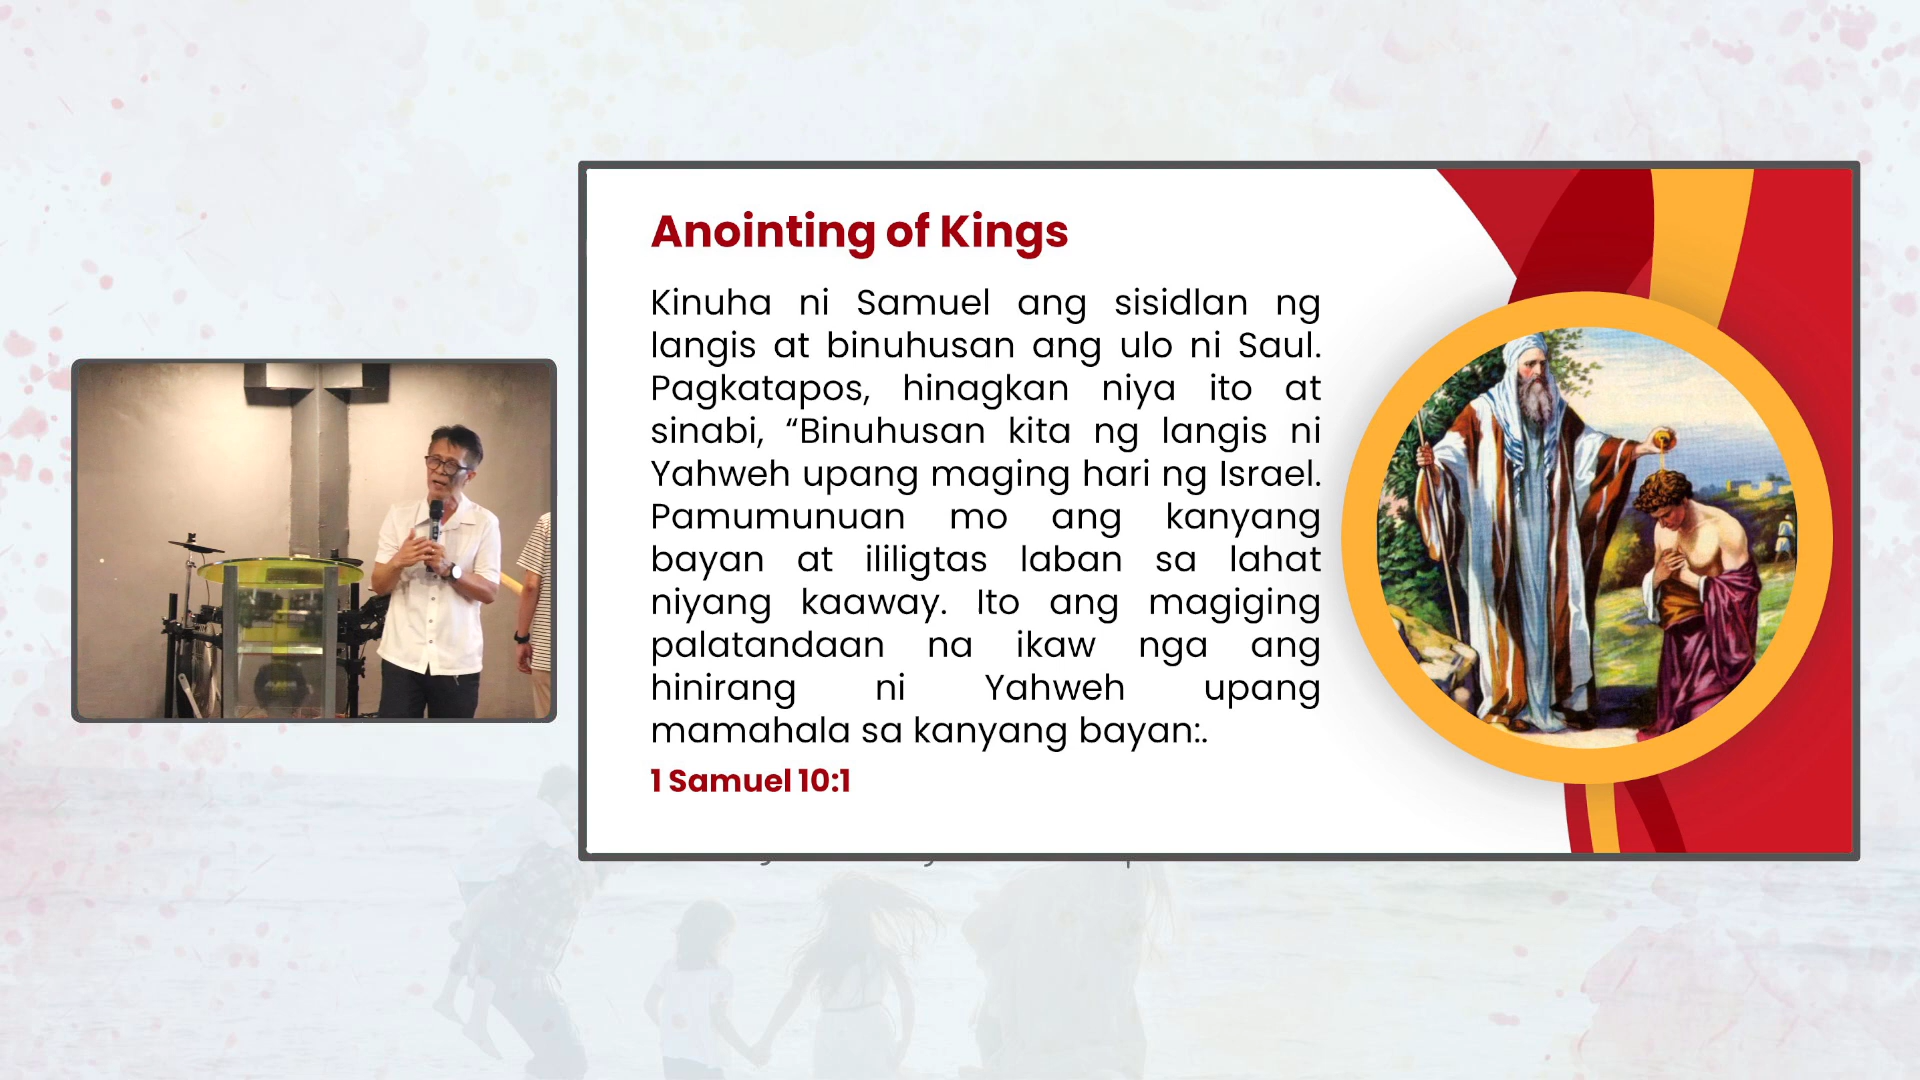 Anointing of Kings
Kinuha ni Samuel ang sisidlan ng
langis at binuhusan ang ulo ni Saul.
Pagkatapos, hinagkan niya ito at
sinabi, “Binuhusan kita ng langis ni
Yahweh upang maging hari ng Israel.
Pamumunuan mo ang kanyang
bayan at ililigtas laban sa lahat
niyang kaaway. Ito ang magiging
palatandaan na ikaw nga ang
hinirang ni Yahweh upang
mamahala sa kanyang bayan:.
1 Samuel 10:1